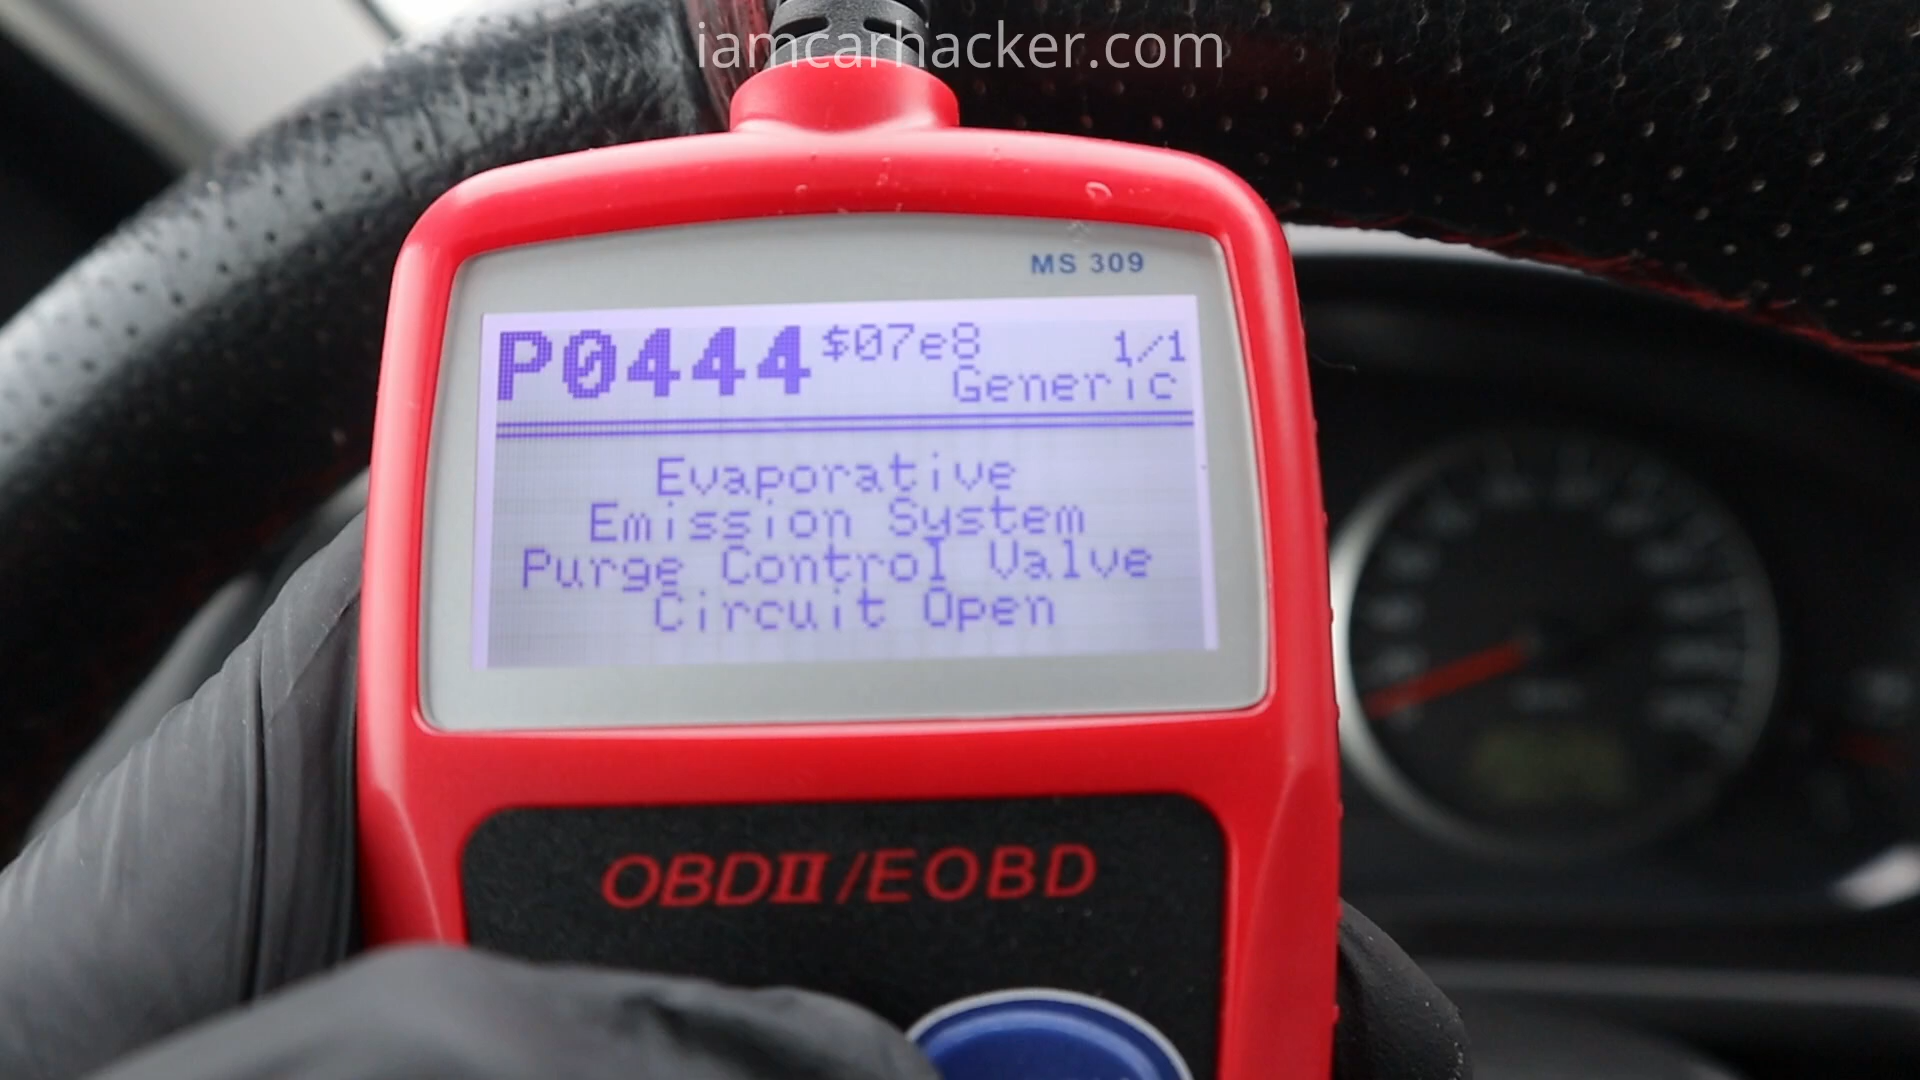 iamcarhacker.com
MS 309
P0444 $07e8 1/1
Generic
Evaporative
Emission System
Purge Control Valve
Circuit Open
OBDII/EOBD